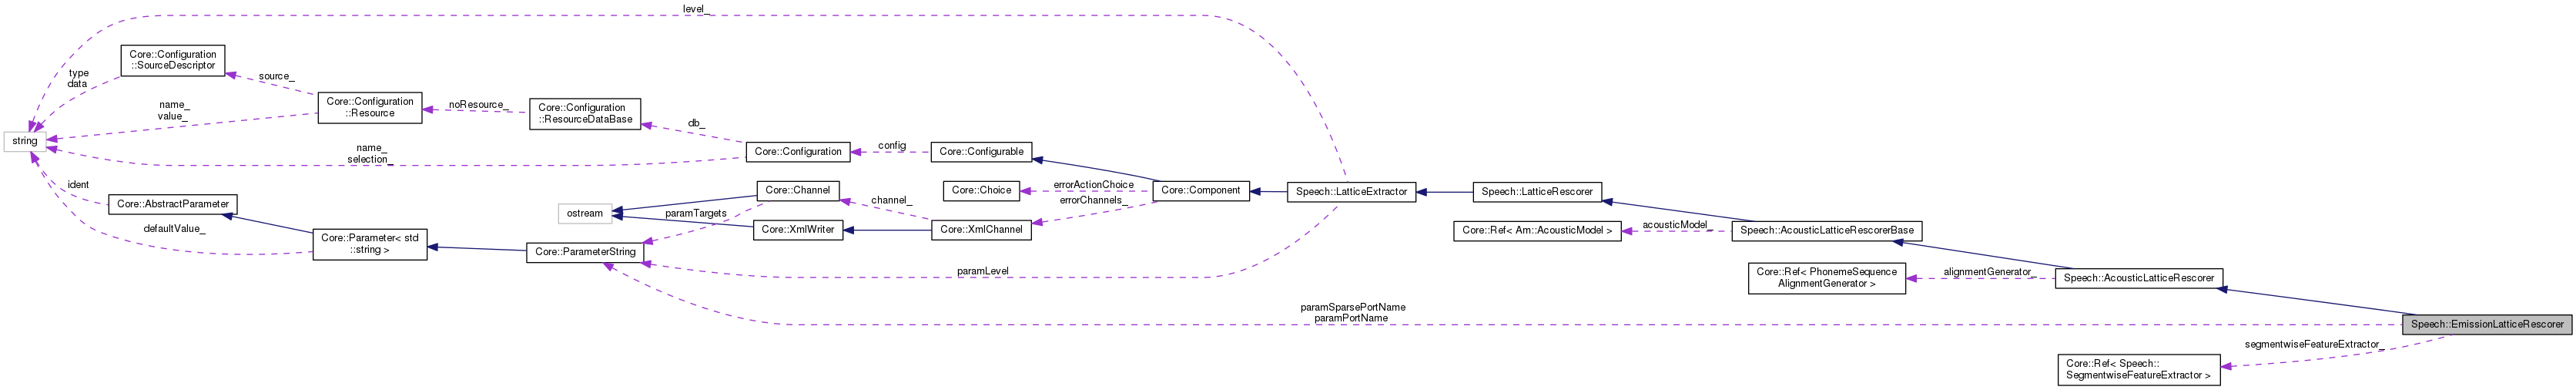 level_
Core::Configuration
::SourceDescriptor
type
data
source_
name_
value_
Core::Configuration
::Resource
noResource_
Core::Configuration
::ResourceDataBase
db_
string
name_
selection_
Core::Configuration
config
Core::Configurable
ident
Core::AbstractParameter
defaultValue_
Core::Parameter< std
::string >
ostream
Core::Channel
paramTargets
Core::XmlWriter
Core::ParameterString
channel_
Core::XmlChannel
Core::Choice
errorActionChoice
errorChannels_
Core::Component
Speech::LatticeExtractor
paramLevel
Speech::LatticeRescorer
Core::Ref< Am::AcousticModel >
acousticModel_
Speech::AcousticLatticeRescorerBase
Core::Ref< PhonemeSequence
AlignmentGenerator >
alignmentGenerator_
Speech::AcousticLatticeRescorer
paramSparsePortName
paramPortName
Speech::EmissionLatticeRescorer
segmentwiseFeatureExtractor_
Core::Ref< Speech::
SegmentwiseFeatureExtractor >